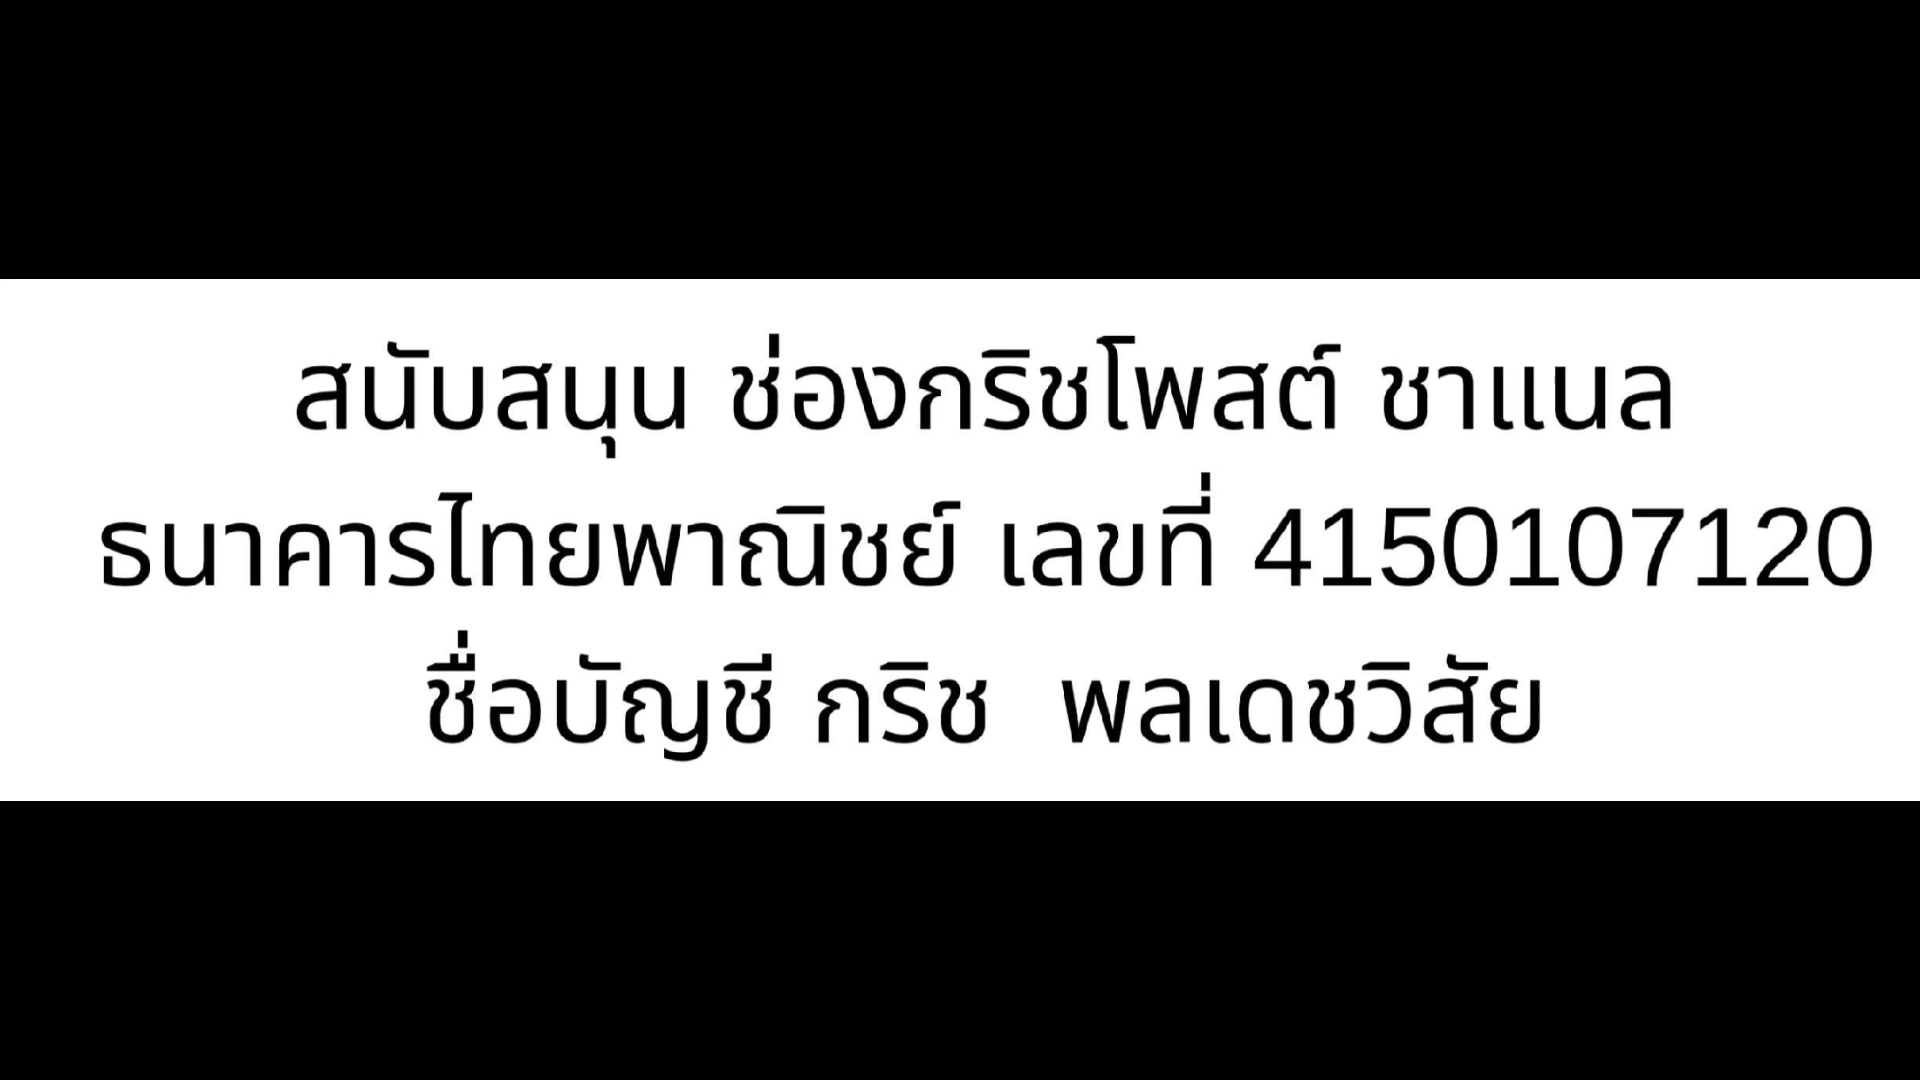 สนับสนุน ช่องกริชโพสต์ ชาแนล
ธนาคารไทยพาณิชย์ เลขที่ 4150107120
ชื่อบัญชี กริช  พลเดชวิสัย